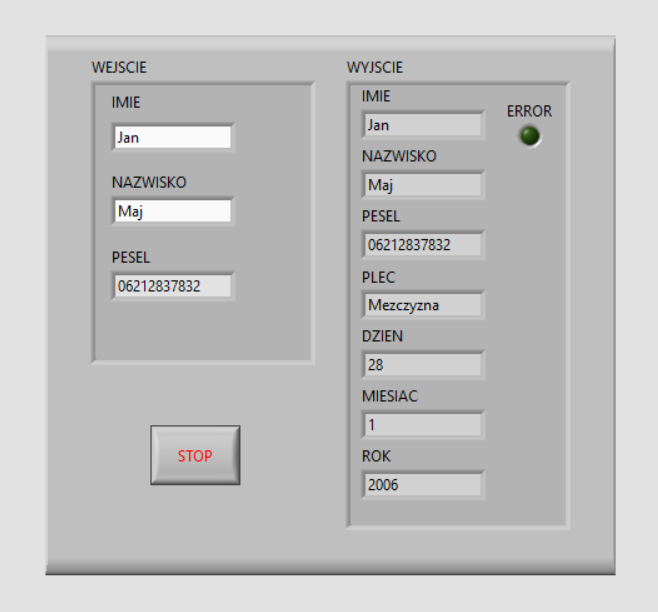 WEJSCIE
IMIE
Jan
NAZWISKO
Maj
PESEL
06212837832
STOP
WYJSCIE
IMIE
Jan
ERROR
NAZWISKO
Maj
PESEL
06212837832
PLEC
Mezczyzna
DZIEN
28
MIESIAC
1
ROK
2006